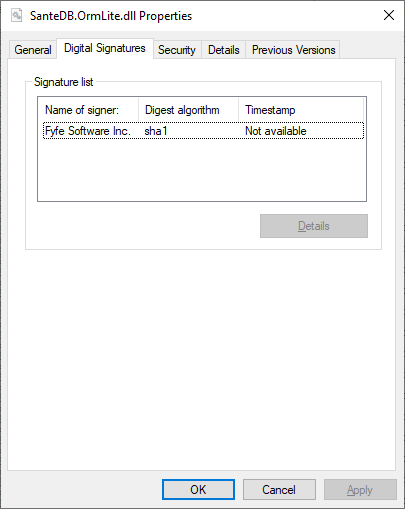 SanteDB.OrmLite.dll Properties
General Digital Signatures Security Details Previous Versions
Signature list
Name of signer: Digest algorithm Timestamp
Fyfe Software Inc. sha1 Not available
Details
OK Cancel Apply